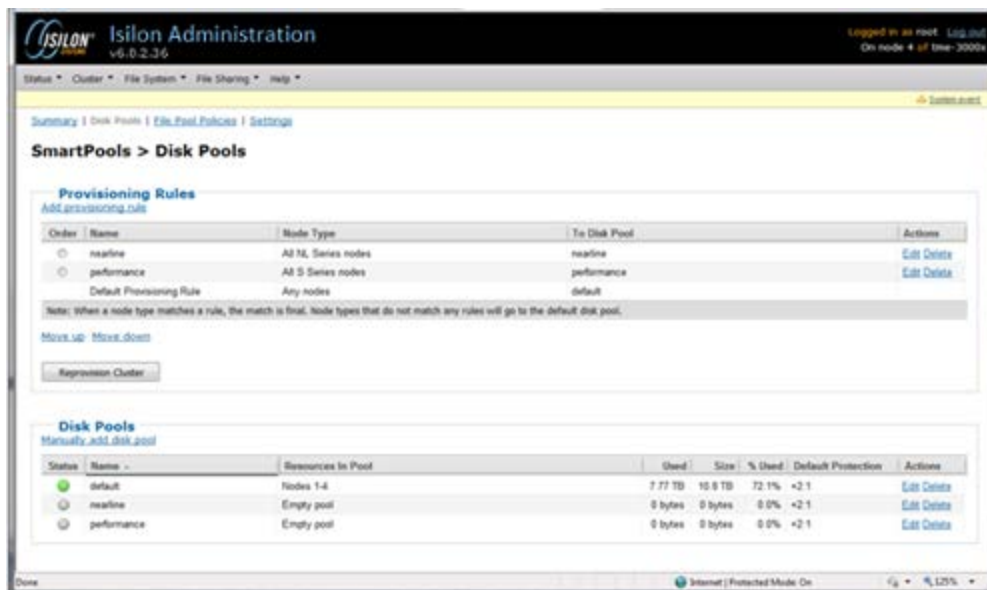 ISILON SYSTEMS
Isilon Administration
v6.0.2.36
Logged in as root Log out
On node 4 of tme-3000x
Status Cluster File System File Sharing Help
System event
Summary | Disk Pools | File Pool Policies | Settings
SmartPools > Disk Pools
Provisioning Rules
Add provisioning rule
Order Name Node Type To Disk Pool Actions
nearline All NL Series nodes nearline Edit Delete
performance All S Series nodes performance Edit Delete
Default Provisioning Rule Any nodes default
Note: When a node type matches a rule, the match is final. Node types that do not match any rules will go to the default disk pool.
Move up Move down
Reprovision Cluster
Disk Pools
Manually add disk pool
Status Name Resources In Pool Used Size % Used Default Protection Actions
default Nodes 1-4 7.77 TB 10.8 TB 72.1% +2:1 Edit Delete
nearline Empty pool 0 bytes 0 bytes 0.0% +2:1 Edit Delete
performance Empty pool 0 bytes 0 bytes 0.0% +2:1 Edit Delete
Done Internet | Protected Mode: On 125%